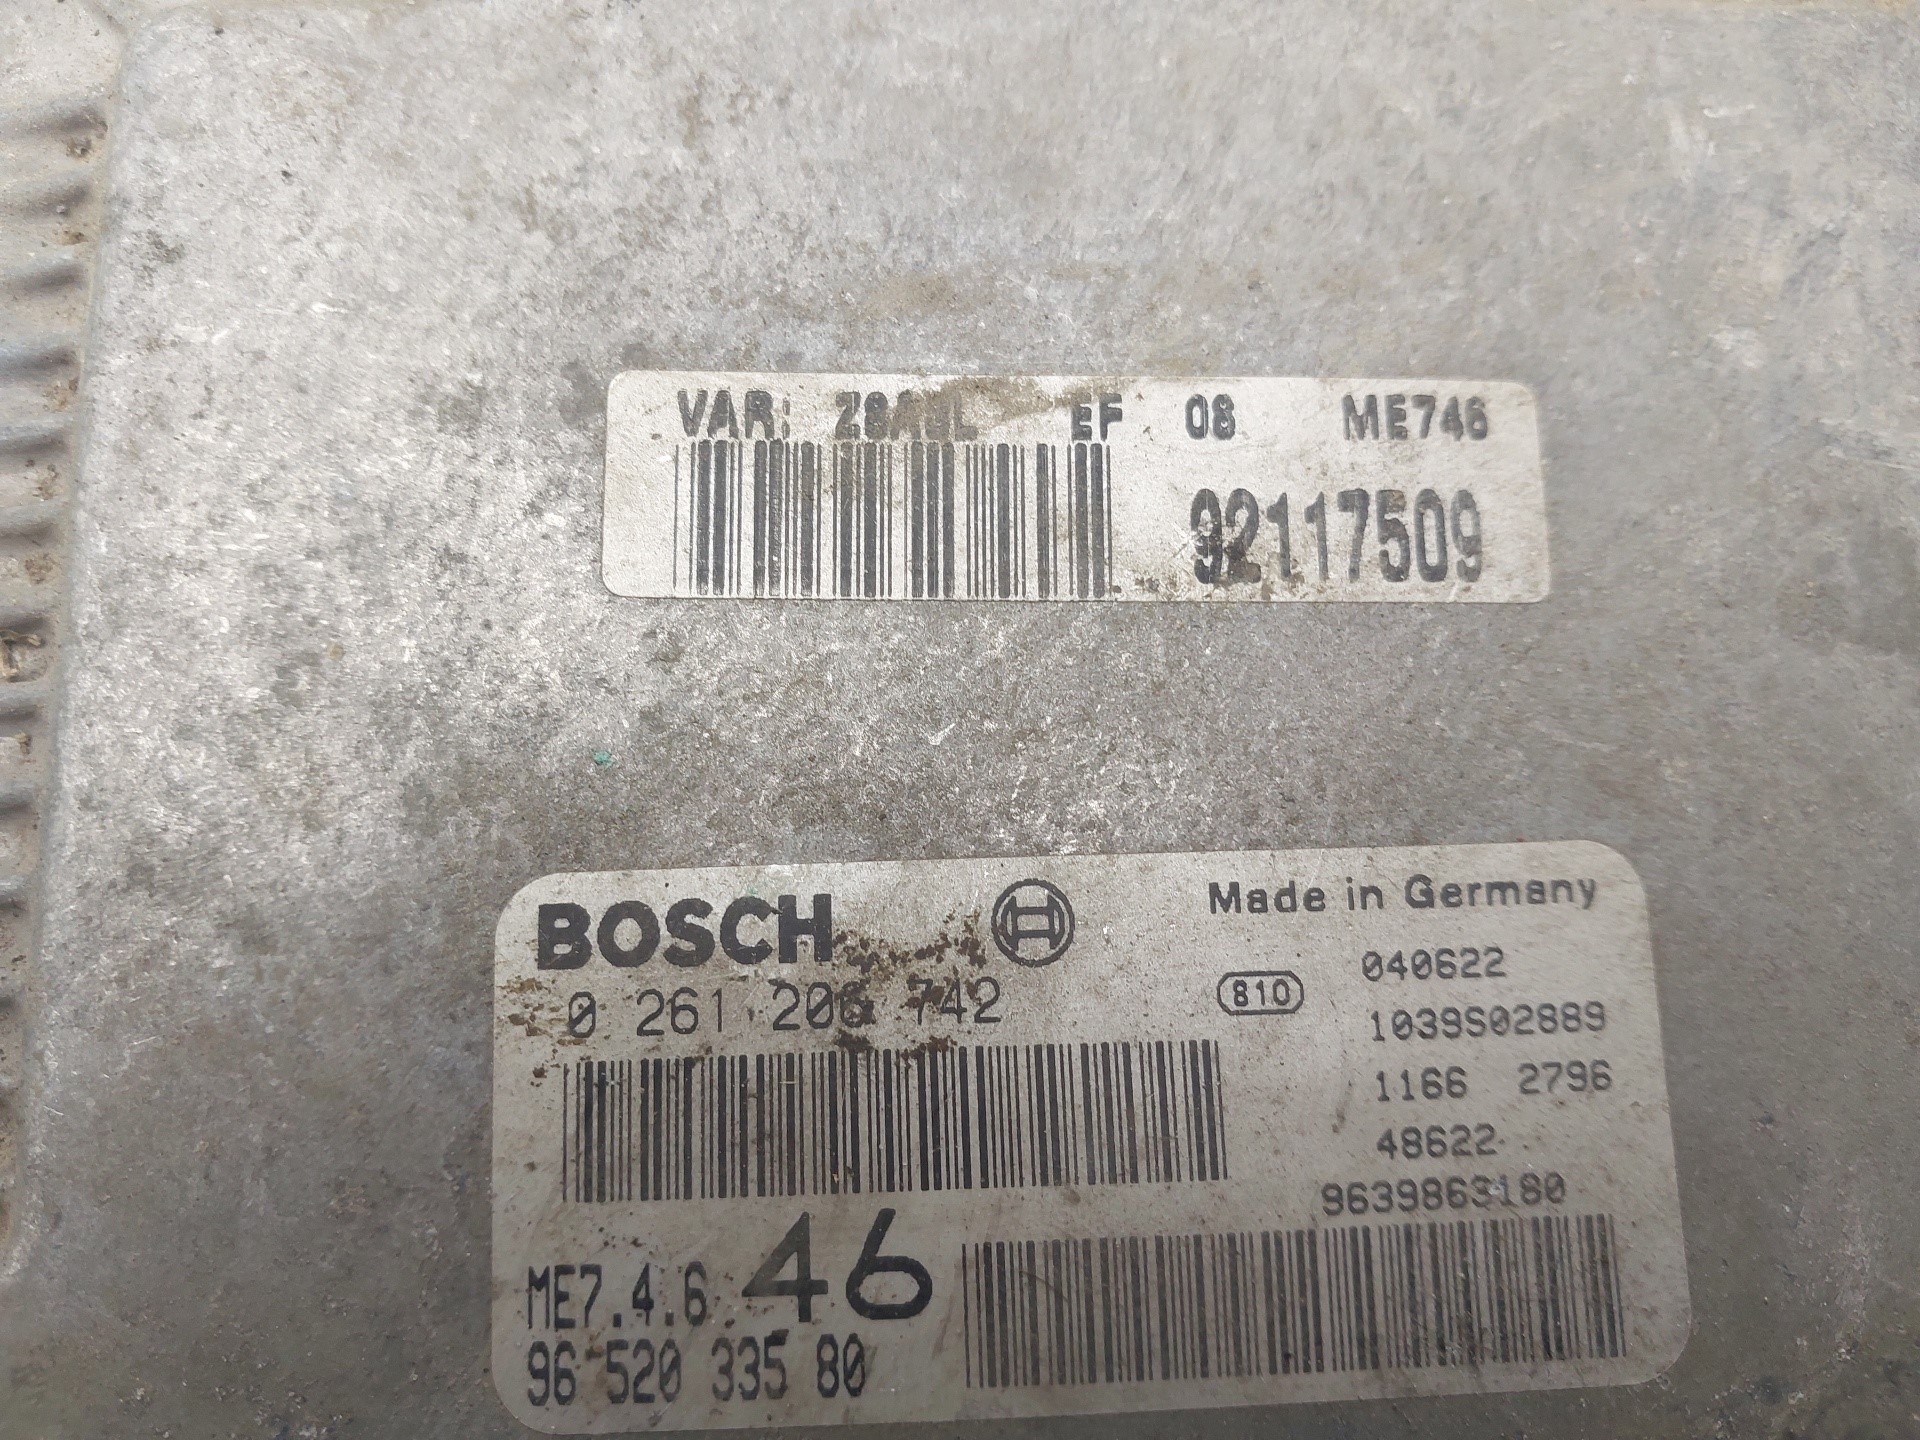 VAR: EF 08 ME746
92117509
BOSCH Made in Germany
040622
0 261 206 742 810 1039S02889
1166 2796
48622
9639863180
ME7.4.6 46
96 520 335 80